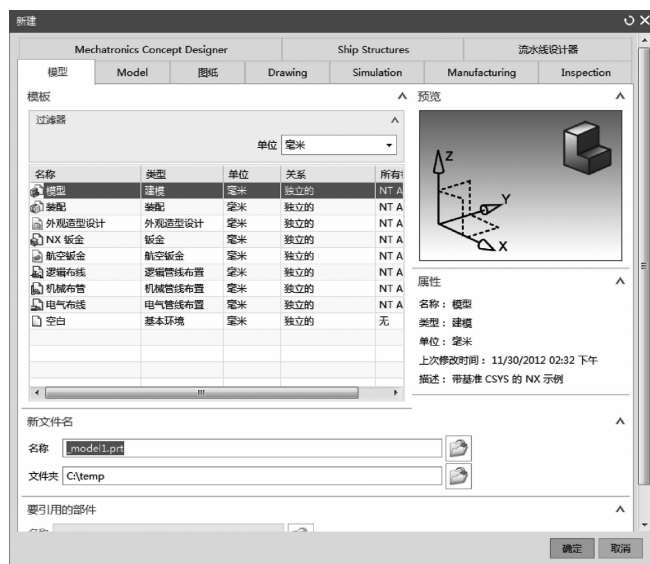 新建
Mechatronics Concept Designer Ship Structures 流水线设计器
模型 Model 图纸 Drawing Simulation Manufacturing Inspection
模板
过滤器
单位 毫米
名称 类型 单位 关系 所有
模型 建模 毫米 独立的 NT A
装配 装配 毫米 独立的 NT A
外观造型设计 外观造型设计 毫米 独立的 NT A
NX 钣金 钣金 毫米 独立的 NT A
航空钣金 航空钣金 毫米 独立的 NT A
逻辑布线 逻辑管线布置 毫米 独立的 NT A
机械布管 机械管线布置 毫米 独立的 NT A
电气布线 电气管线布置 毫米 独立的 NT A
空白 基本环境 毫米 独立的 无
预览
Z
Y
X
属性
名称：模型
类型：建模
单位：毫米
上次修改时间：11/30/2012 02:32 下午
描述：带基准 CSYS 的 NX 示例
新文件名
名称 _model1.prt
文件夹 C:\temp
要引用的部件
确定 取消